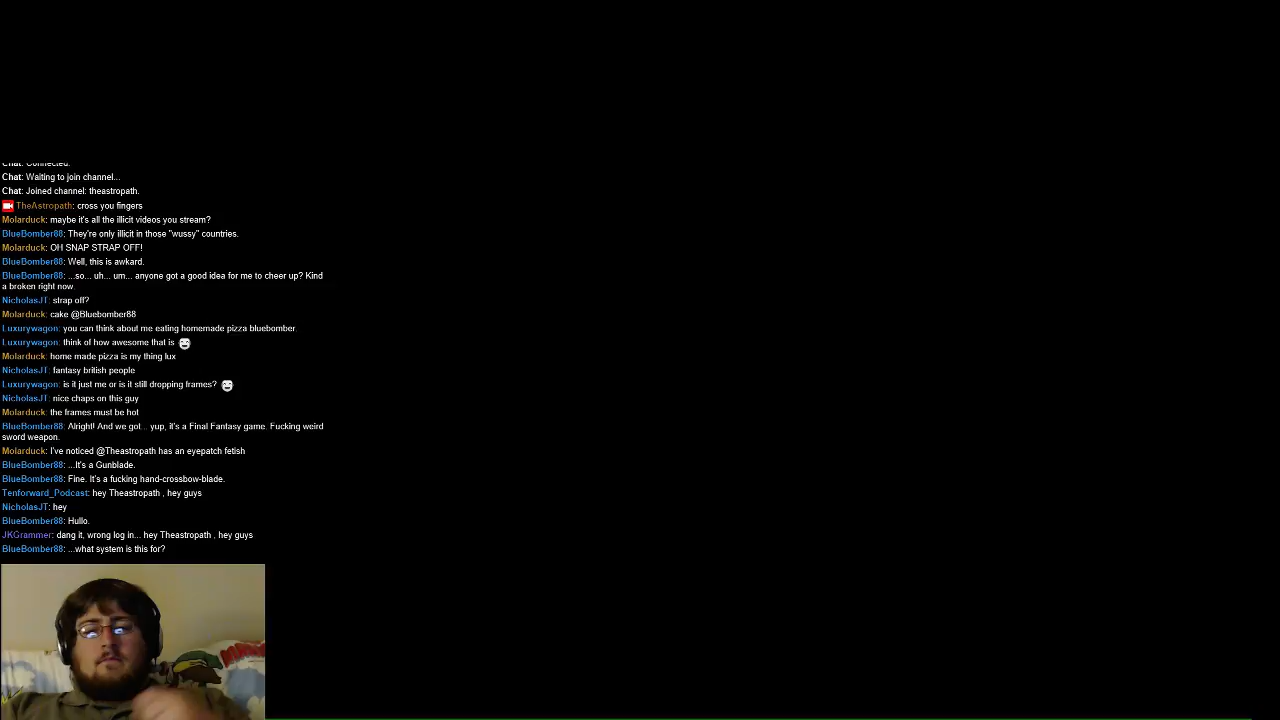 Chat: Connected.
Chat: Waiting to join channel...
Chat: Joined channel: theastropath.
TheAstropath: cross you fingers
Molarduck: maybe it's all the illicit videos you stream?
BlueBomber88: They're only illicit in those "wussy" countries.
Molarduck: OH SNAP STRAP OFF!
BlueBomber88: Well, this is awkard.
BlueBomber88: ...so... uh... um... anyone got a good idea for me to cheer up? Kind
a broken right now.
NicholasJT: strap off?
Molarduck: cake @Bluebomber88
Luxurywagon: you can think about me eating homemade pizza bluebomber.
Luxurywagon: think of how awesome that is
Molarduck: home made pizza is my thing lux
NicholasJT: fantasy british people
Luxurywagon: is it just me or is it still dropping frames?
NicholasJT: nice chaps on this guy
Molarduck: the frames must be hot
BlueBomber88: Alright! And we got... yup, it's a Final Fantasy game. Fucking weird
sword weapon.
Molarduck: I've noticed @Theastropath has an eyepatch fetish
BlueBomber88: ...It's a Gunblade.
BlueBomber88: Fine. It's a fucking hand-crossbow-blade.
Tenforward_Podcast: hey Theastropath , hey guys
NicholasJT: hey
BlueBomber88: Hullo.
JKGrammer: dang it, wrong log in... hey Theastropath , hey guys
BlueBomber88: ...what system is this for?